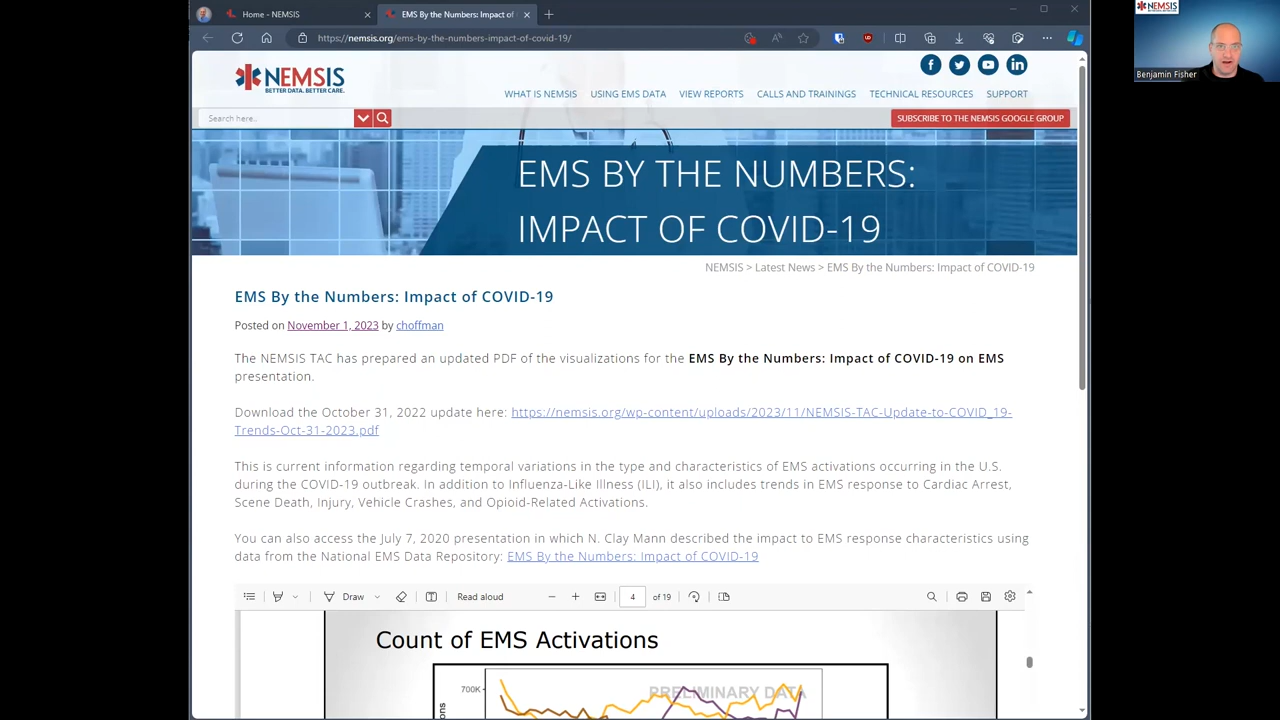 Home - NEMSIS
EMS By the Numbers: Impact of
https://nemsis.org/ems-by-the-numbers-impact-of-covid-19/
NEMSIS
Benjamin Fisher
NEMSIS
BETTER DATA. BETTER CARE.
WHAT IS NEMSIS USING EMS DATA VIEW REPORTS CALLS AND TRAININGS TECHNICAL RESOURCES SUPPORT
Search here..
SUBSCRIBE TO THE NEMSIS GOOGLE GROUP
EMS BY THE NUMBERS:
IMPACT OF COVID-19
NEMSIS > Latest News > EMS By the Numbers: Impact of COVID-19
EMS By the Numbers: Impact of COVID-19
Posted on November 1, 2023 by choffman
The NEMSIS TAC has prepared an updated PDF of the visualizations for the EMS By the Numbers: Impact of COVID-19 on EMS
presentation.
Download the October 31, 2022 update here: https://nemsis.org/wp-content/uploads/2023/11/NEMSIS-TAC-Update-to-COVID_19-
Trends-Oct-31-2023.pdf
This is current information regarding temporal variations in the type and characteristics of EMS activations occurring in the U.S.
during the COVID-19 outbreak. In addition to Influenza-Like Illness (ILI), it also includes trends in EMS response to Cardiac Arrest,
Scene Death, Injury, Vehicle Crashes, and Opioid-Related Activations.
You can also access the July 7, 2020 presentation in which N. Clay Mann described the impact to EMS response characteristics using
data from the National EMS Data Repository: EMS By the Numbers: Impact of COVID-19
Draw Read aloud 4 of 19
Count of EMS Activations
700K
PRELIMINARY DATA